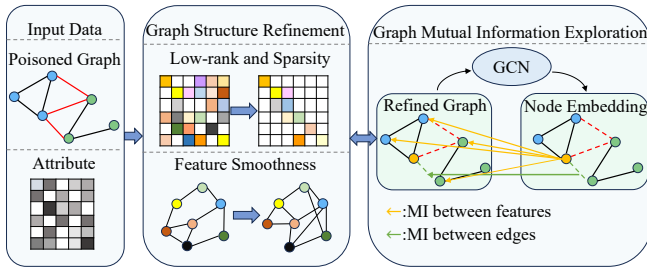 Input Data
Poisoned Graph
Attribute
Graph Structure Refinement
Low-rank and Sparsity
Feature Smoothness
Graph Mutual Information Exploration
GCN
Refined Graph
Node Embedding
:MI between features
:MI between edges